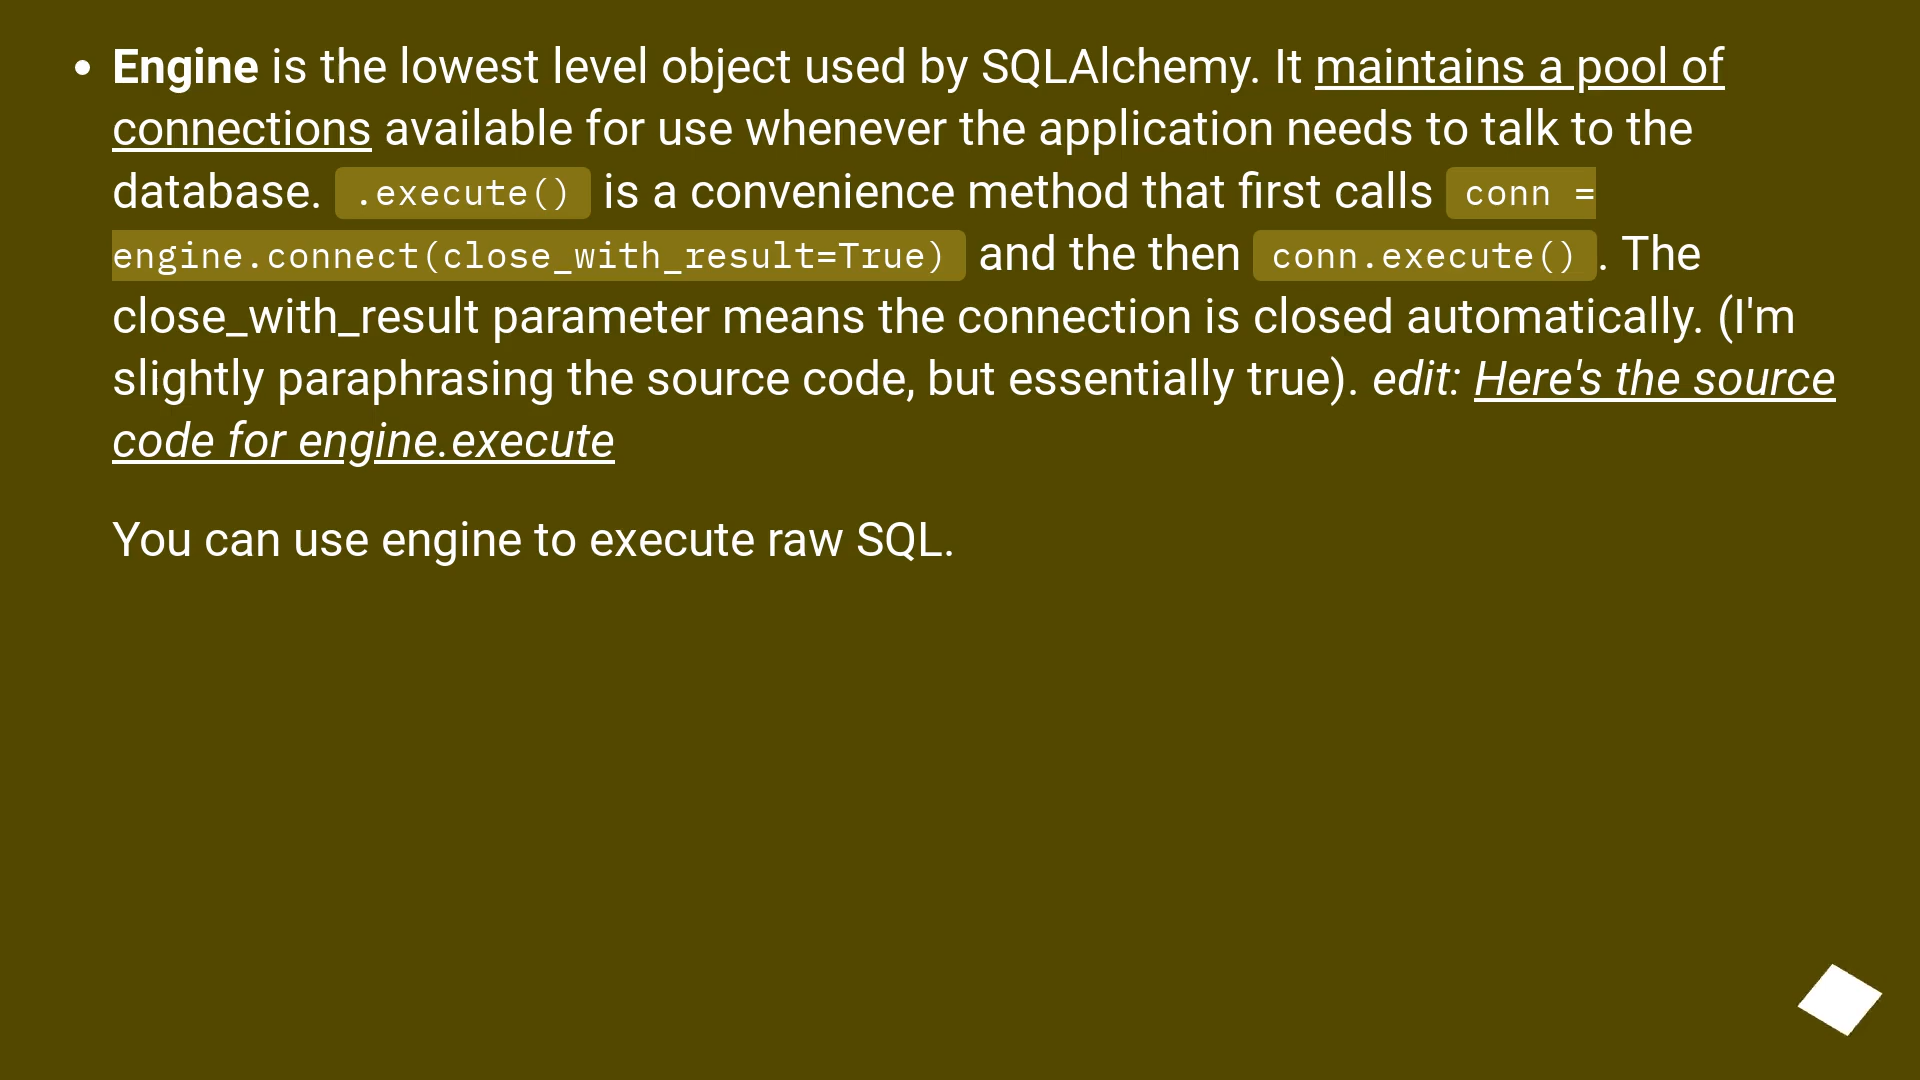 • Engine is the lowest level object used by SQLAlchemy. It maintains a pool of
connections available for use whenever the application needs to talk to the
database. .execute() is a convenience method that first calls conn =
engine.connect(close_with_result=True) and the then conn.execute(). The
close_with_result parameter means the connection is closed automatically. (I'm
slightly paraphrasing the source code, but essentially true). edit: Here's the source
code for engine.execute
You can use engine to execute raw SQL.